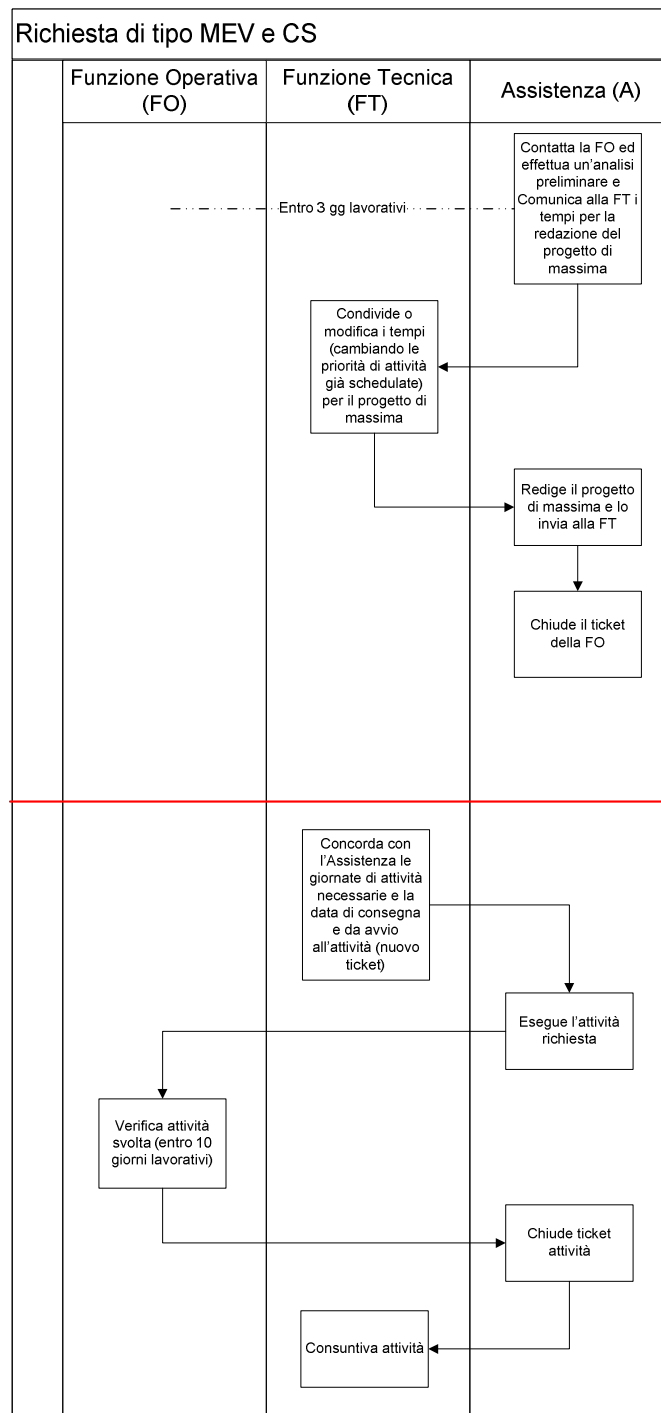 Richiesta di tipo MEV e CS
Funzione Operativa
(FO)
Funzione Tecnica
(FT)
Assistenza (A)
Contatta la FO ed
effettua un'analisi
preliminare e
Comunica alla FT i
tempi per la
redazione del
progetto di
massima
Entro 3 gg lavorativi
Condivide o
modifica i tempi
(cambiando le
priorità di attività
già schedulate)
per il progetto di
massima
Redige il progetto
di massima e lo
invia alla FT
Chiude il ticket
della FO
Concorda con
l'Assistenza le
giornate di attività
necessarie e la
data di consegna
e da avvio
all'attività (nuovo
ticket)
Esegue l'attività
richiesta
Verifica attività
svolta (entro 10
giorni lavorativi)
Chiude ticket
attività
Consuntiva attività